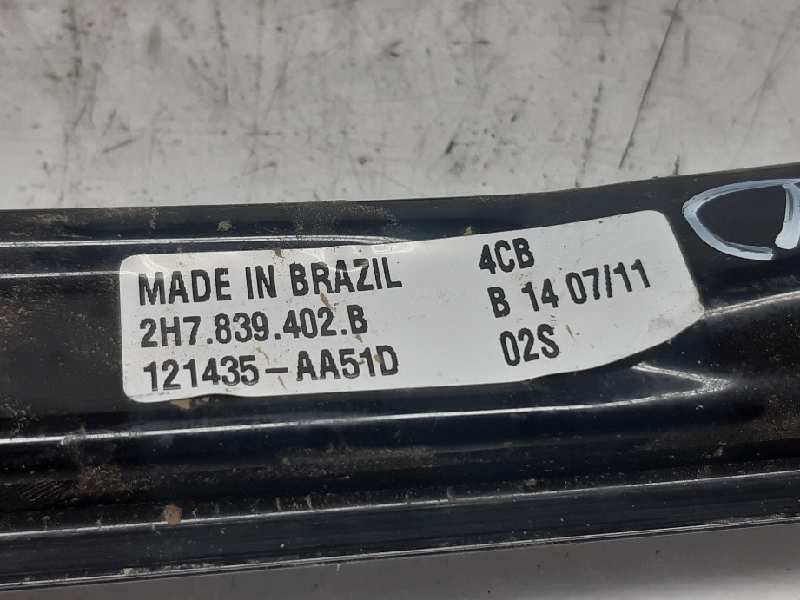 MADE IN BRAZIL
2H7.839.402.B
121435-AA51D
4CB
B 14 07/11
02S